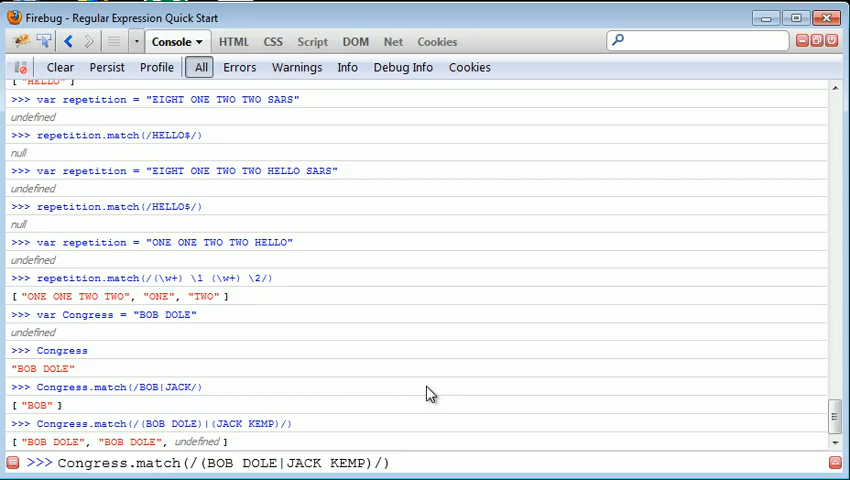 Firebug - Regular Expression Quick Start
Console HTML CSS Script DOM Net Cookies
Clear Persist Profile All Errors Warnings Info Debug Info Cookies
["HELLO"]
>>> var repetition = "EIGHT ONE TWO TWO SARS"
undefined
>>> repetition.match(/HELLO$/)
null
>>> var repetition = "EIGHT ONE TWO TWO HELLO SARS"
undefined
>>> repetition.match(/HELLO$/)
null
>>> var repetition = "ONE ONE TWO TWO HELLO"
undefined
>>> repetition.match(/(\w+) \1 (\w+) \2/)
["ONE ONE TWO TWO", "ONE", "TWO"]
>>> var Congress = "BOB DOLE"
undefined
>>> Congress
"BOB DOLE"
>>> Congress.match(/BOB|JACK/)
["BOB"]
>>> Congress.match(/(BOB DOLE)|(JACK KEMP)/)
["BOB DOLE", "BOB DOLE", undefined]
>>> Congress.match(/(BOB DOLE|JACK KEMP)/)